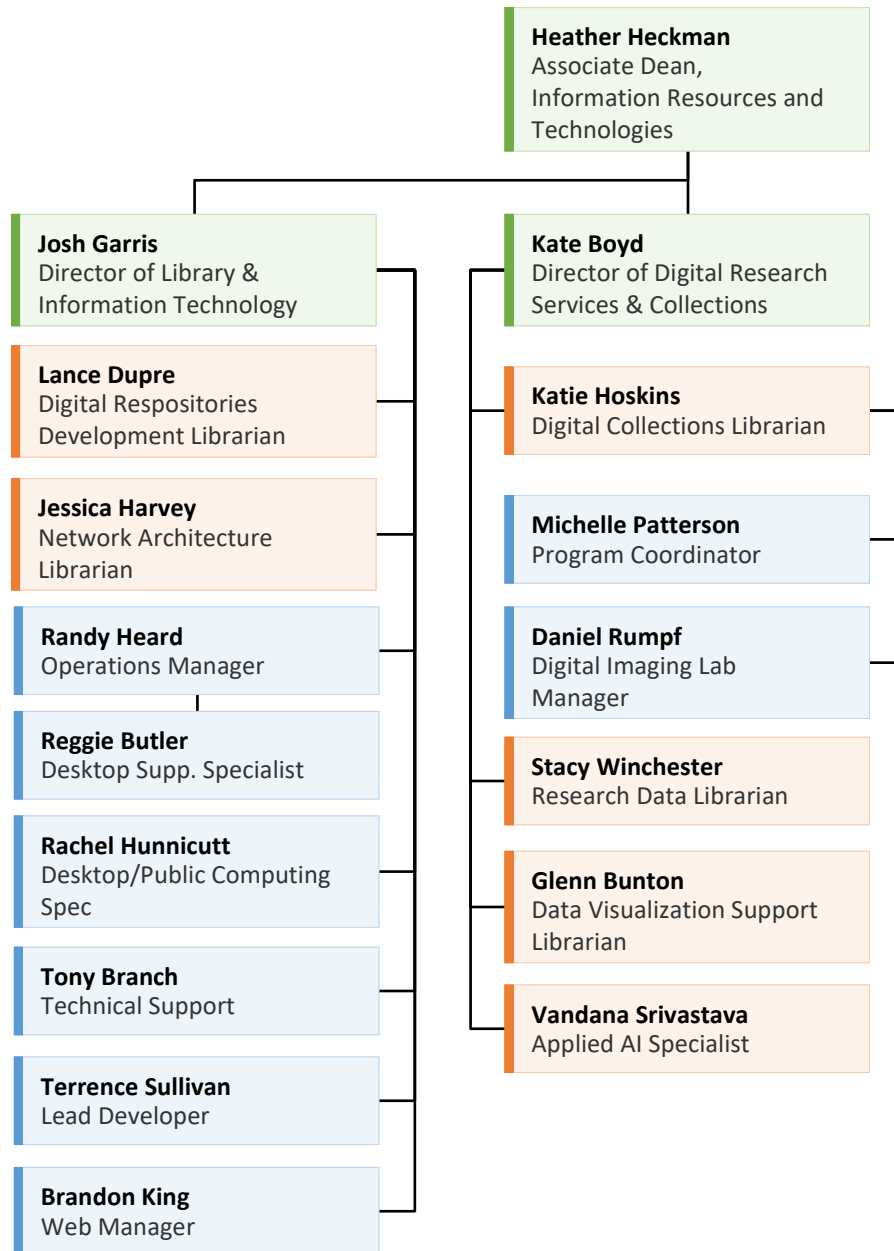 Heather Heckman
Associate Dean,
Information Resources and
Technologies
Josh Garris
Director of Library &
Information Technology
Lance Dupre
Digital Respositories
Development Librarian
Jessica Harvey
Network Architecture
Librarian
Randy Heard
Operations Manager
Reggie Butler
Desktop Supp. Specialist
Rachel Hunnicutt
Desktop/Public Computing
Spec
Tony Branch
Technical Support
Terrence Sullivan
Lead Developer
Brandon King
Web Manager
Kate Boyd
Director of Digital Research
Services & Collections
Katie Hoskins
Digital Collections Librarian
Michelle Patterson
Program Coordinator
Daniel Rumpf
Digital Imaging Lab
Manager
Stacy Winchester
Research Data Librarian
Glenn Bunton
Data Visualization Support
Librarian
Vandana Srivastava
Applied AI Specialist